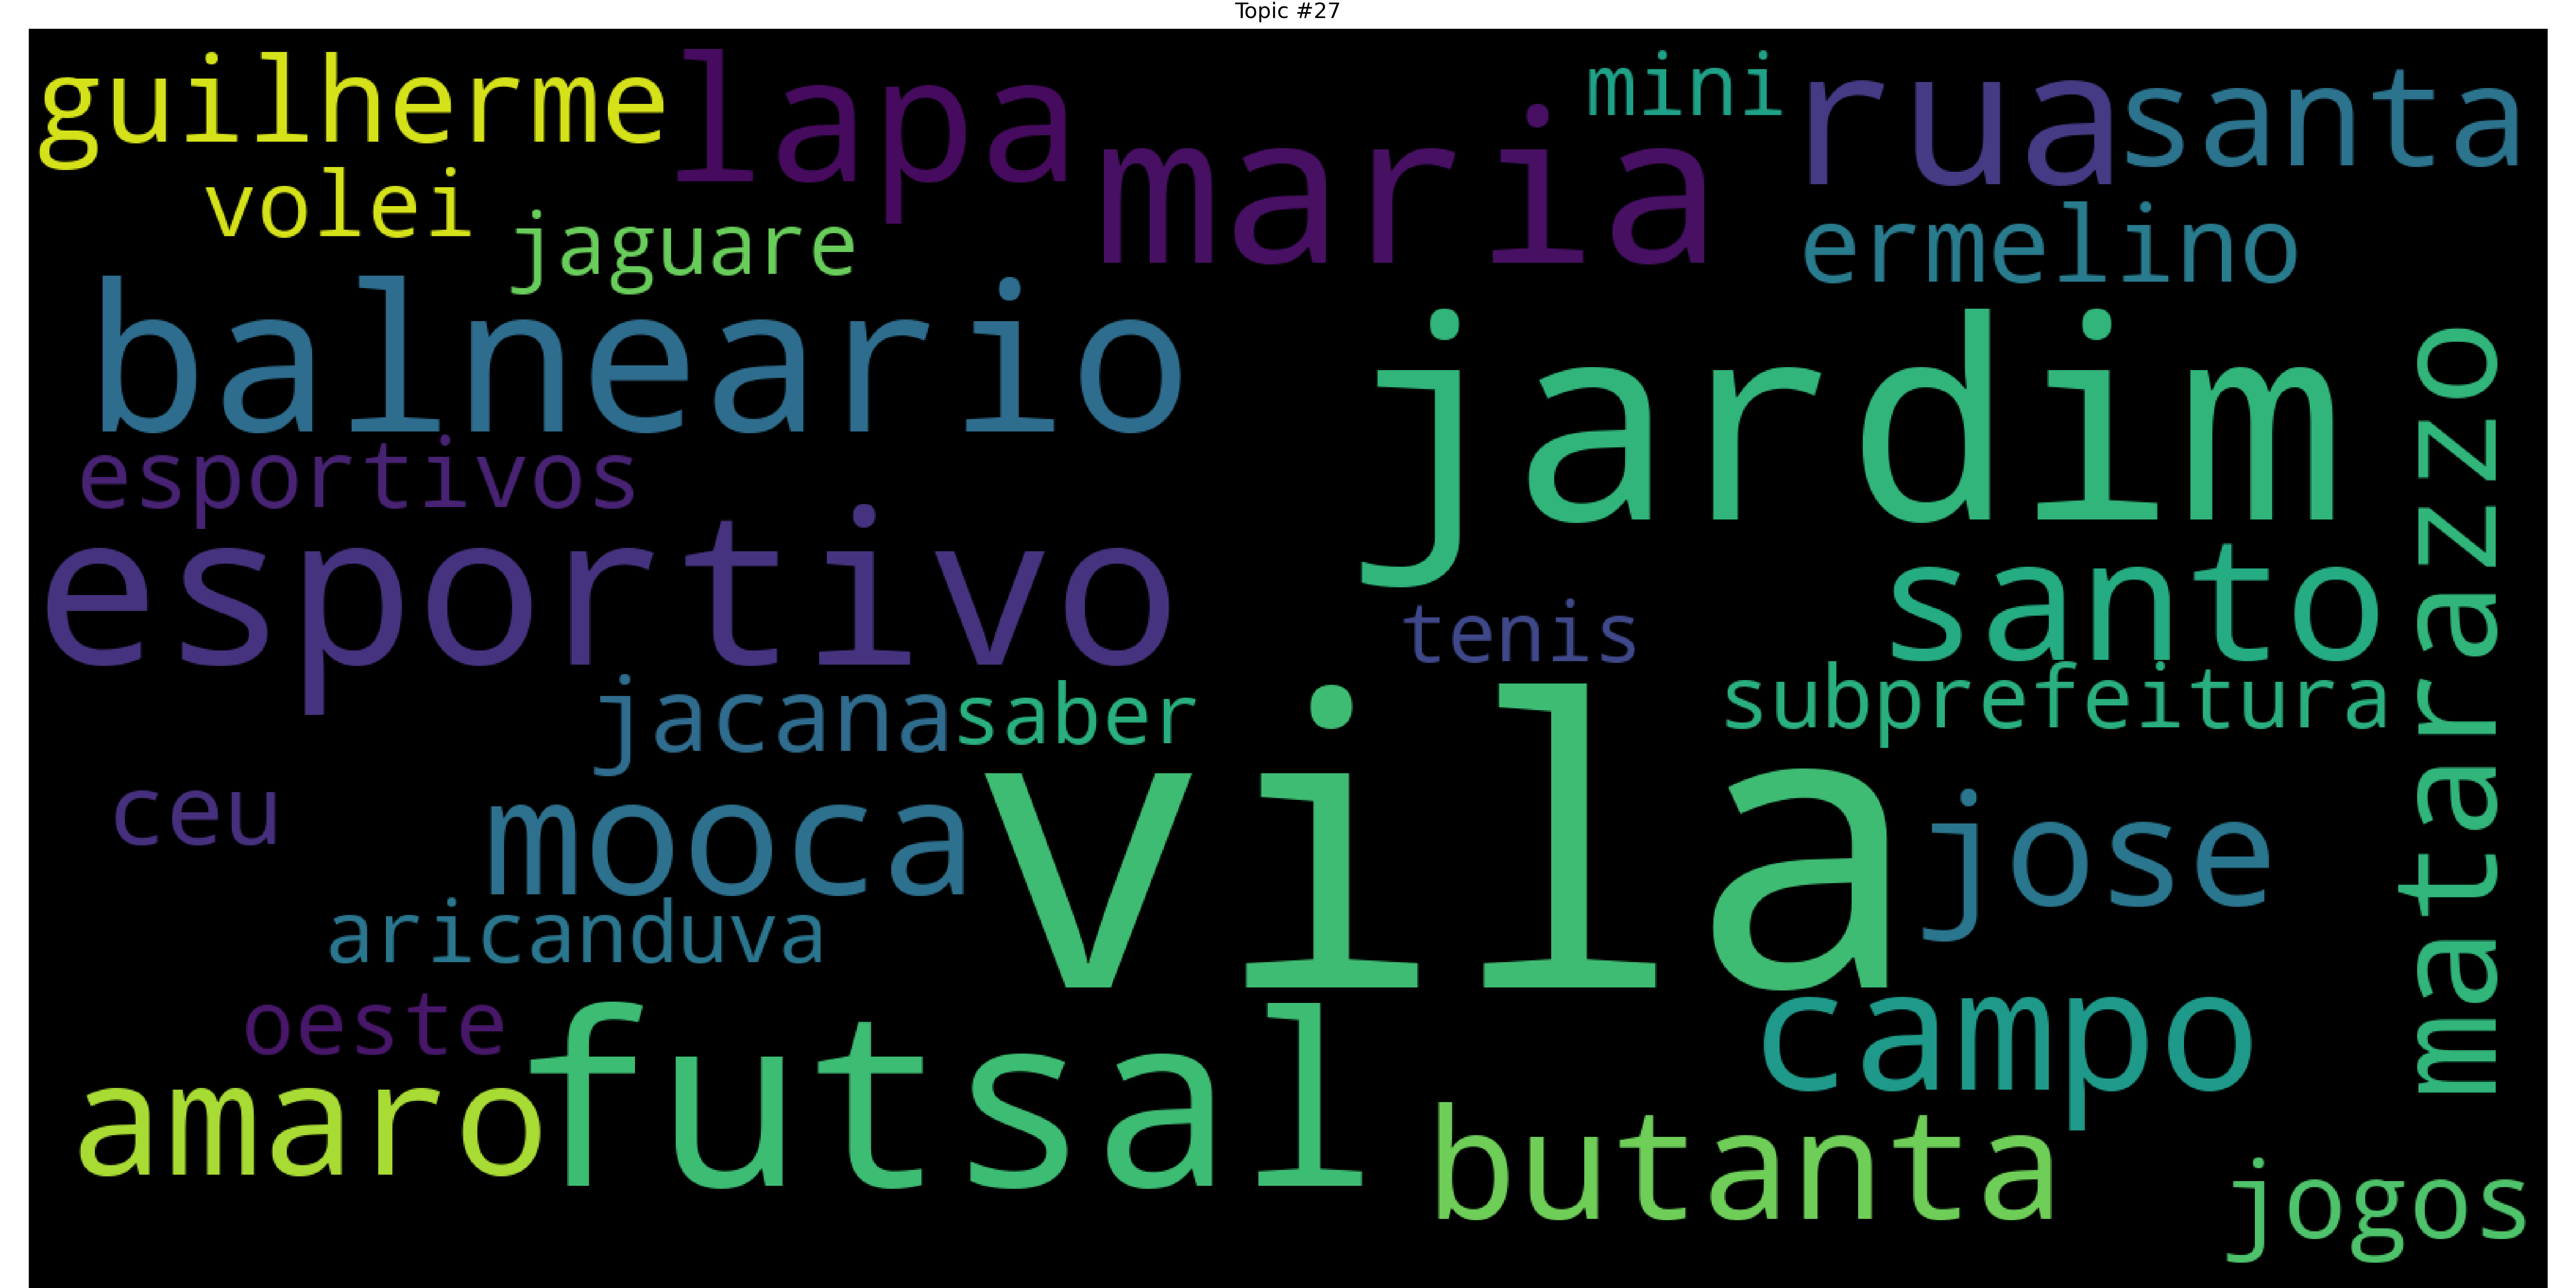 Topic #27
guilherme
lapa
maria
mini
rua
santa
volei
jaguare
ermelino
balneario
jardim
matarazzo
esportivos
esportivo
tenis
santo
jacana
saber
subprefeitura
ceu
mooca
vila
jose
aricanduva
oeste
futsal
campo
amaro
butanta
jogos